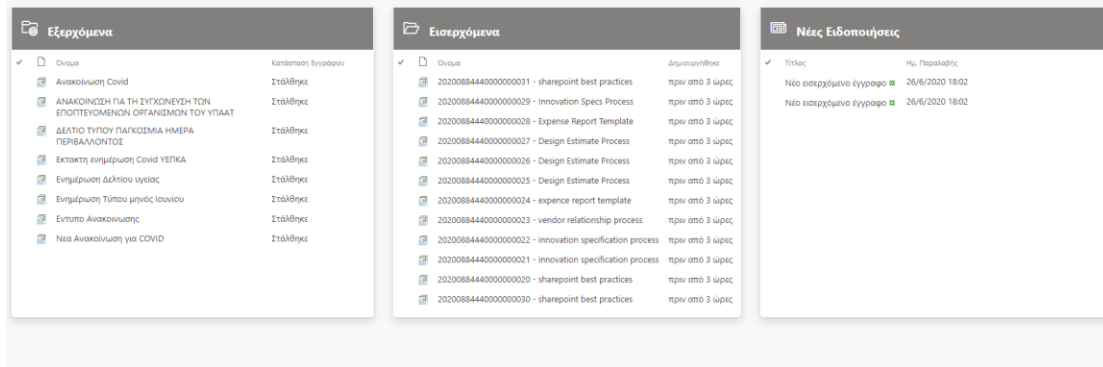 Εξερχόμενα
Όνομα Κατάσταση Εγγράφου
Ανακοίνωση Covid Στάλθηκε
ΑΝΑΚΟΙΝΩΣΗ ΓΙΑ ΤΗ ΣΥΓΧΩΝΕΥΣΗ ΤΩΝ Στάλθηκε
ΕΠΟΠΤΕΥΟΜΕΝΩΝ ΟΡΓΑΝΙΣΜΩΝ ΤΟΥ ΥΠΑΑΤ
ΔΕΛΤΙΟ ΤΥΠΟΥ ΠΑΓΚΟΣΜΙΑ ΗΜΕΡΑ Στάλθηκε
ΠΕΡΙΒΑΛΛΟΝΤΟΣ
Εκτακτη ενημέρωση Covid ΥΕΠΚΑ Στάλθηκε
Ενημέρωση Δελτίου υγείας Στάλθηκε
Ενημέρωση Τύπου μηνός Ιουνίου Στάλθηκε
Εντυπο Ανακοινωσης Στάλθηκε
Νεα Ανακοίνωση για COVID Στάλθηκε
Εισερχόμενα
Όνομα Δημιουργήθηκε
20200884440000000031 - sharepoint best practices πριν από 3 ώρες
20200884440000000029 - Innovation Specs Process πριν από 3 ώρες
20200884440000000028 - Expense Report Template πριν από 3 ώρες
20200884440000000027 - Design Estimate Process πριν από 3 ώρες
20200884440000000026 - Design Estimate Process πριν από 3 ώρες
20200884440000000025 - Design Estimate Process πριν από 3 ώρες
20200884440000000024 - expence report template πριν από 3 ώρες
20200884440000000023 - vendor relationship process πριν από 3 ώρες
20200884440000000022 - innovation specification process πριν από 3 ώρες
20200884440000000021 - innovation specification process πριν από 3 ώρες
20200884440000000020 - sharepoint best practices πριν από 3 ώρες
20200884440000000030 - sharepoint best practices πριν από 3 ώρες
Νέες Ειδοποιήσεις
Τίτλος Ημ. Παραλαβής
Νέο εισερχόμενο έγγραφο 26/6/2020 18:02
Νέο εισερχόμενο έγγραφο 26/6/2020 18:02